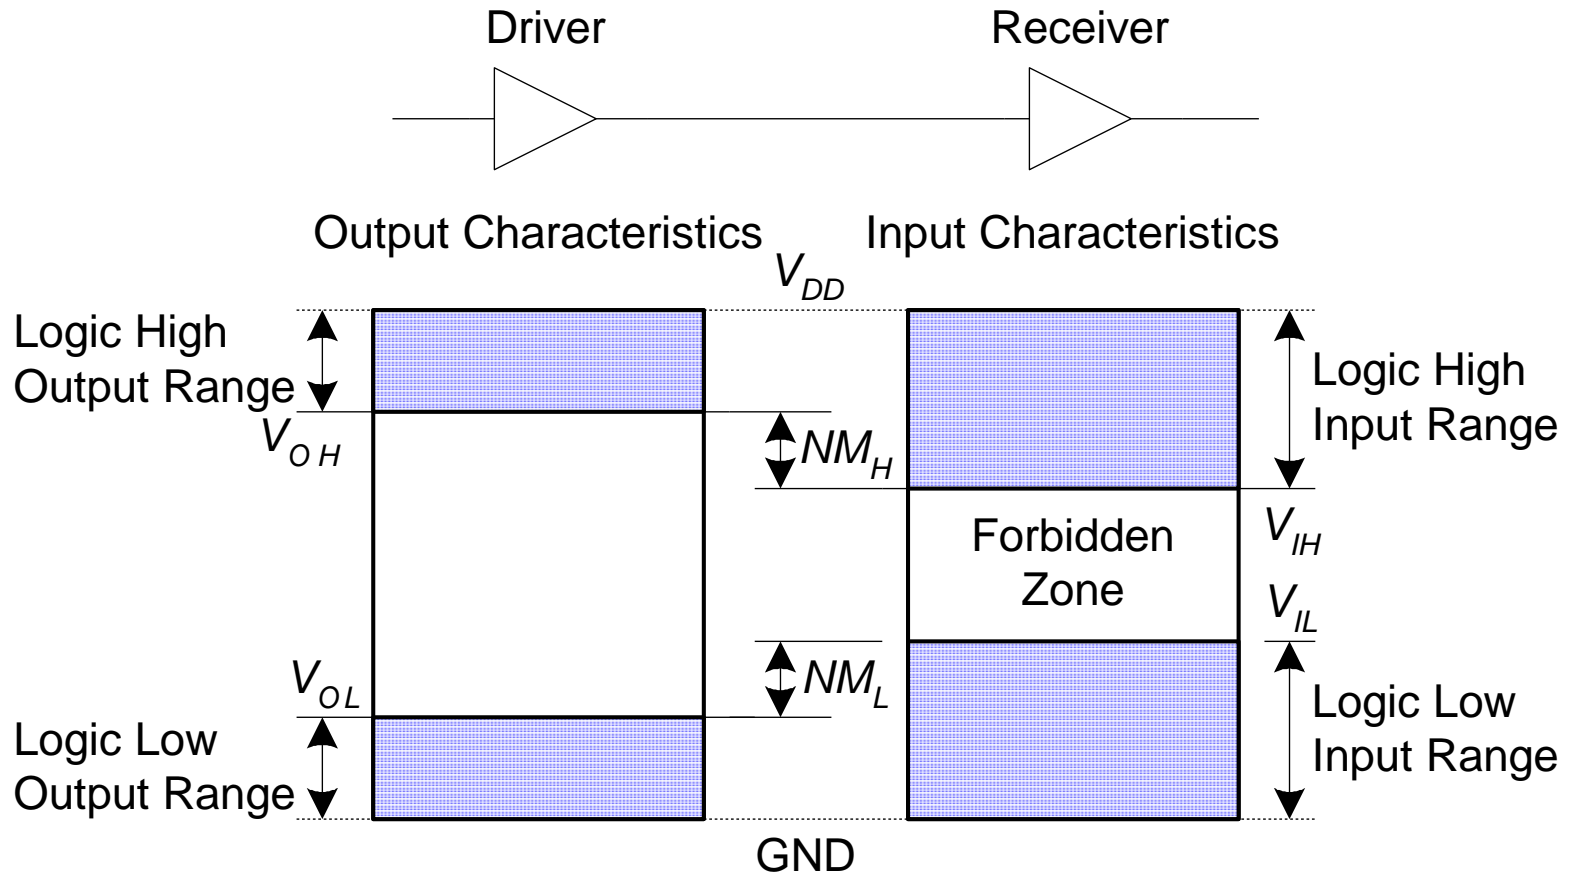 Driver
Receiver
Output Characteristics
Input Characteristics
V_DD
Logic High
Output Range
V_OH
NM_H
Logic High
Input Range
Forbidden
Zone
V_IH
V_IL
V_OL
NM_L
Logic Low
Output Range
Logic Low
Input Range
GND